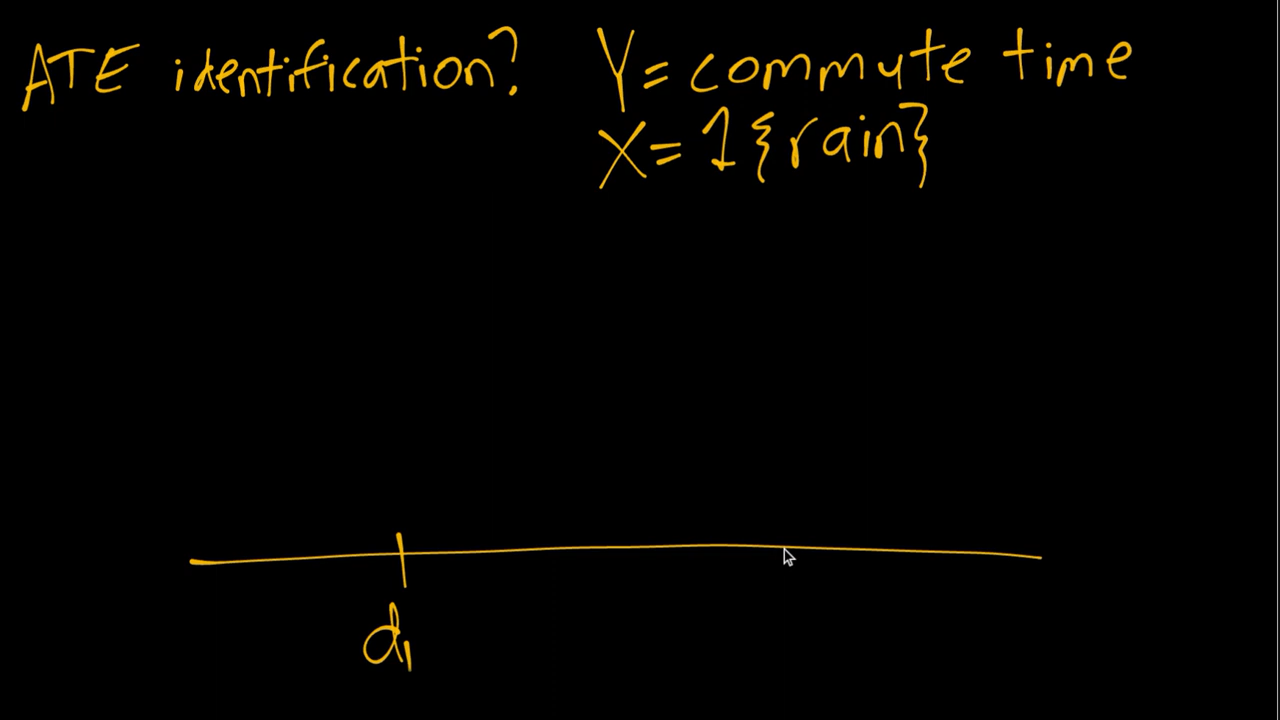 ATE identification?
Y = commute time
X = 1{rain}
d₁